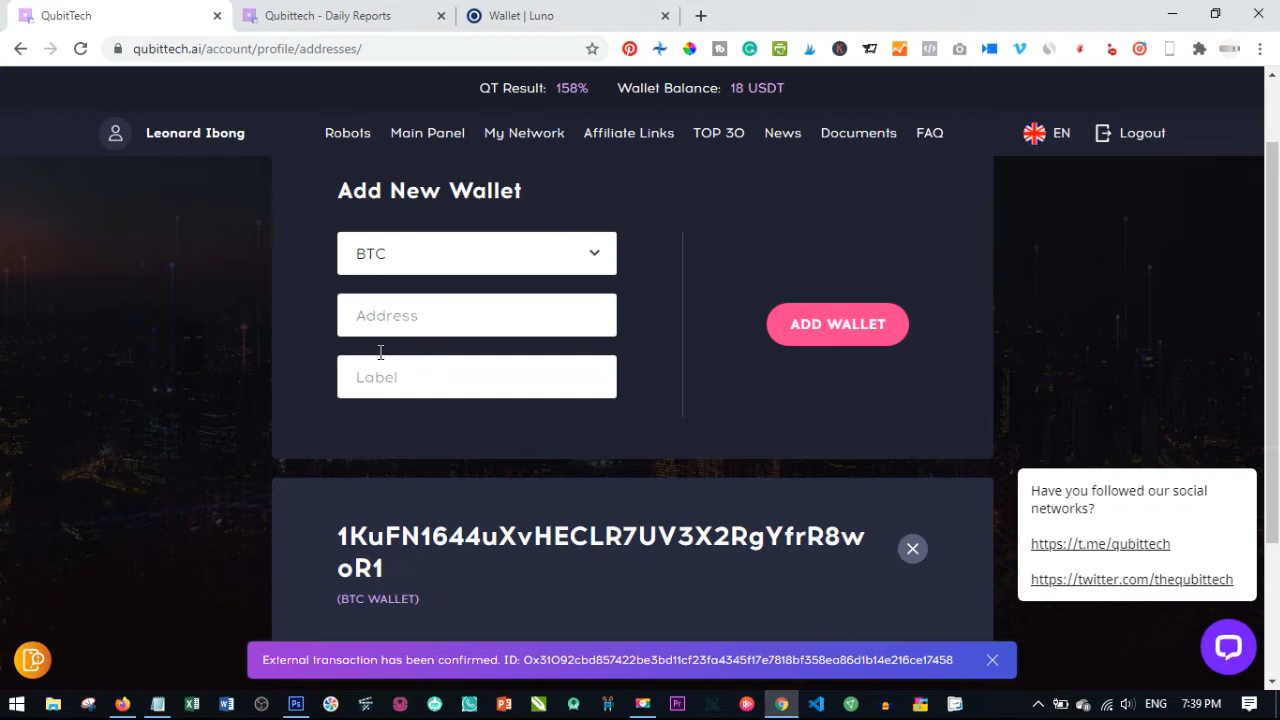 QubitTech
Qubittech - Daily Reports
Wallet | Luno
qubittech.ai/account/profile/addresses/
QT Result: 158% Wallet Balance: 18 USDT
Leonard Ibong
Robots Main Panel My Network Affiliate Links TOP 30 News Documents FAQ
EN
Logout
Add New Wallet
BTC
Address
Label
ADD WALLET
1KuFN1644uXvHECLR7UV3X2RgYfrR8w
oR1
(BTC WALLET)
Have you followed our social
networks?
https://t.me/qubittech
https://twitter.com/thequbittech
External transaction has been confirmed. ID: 0x31092cbd857422be3bd11cf23fa4345f17e7818bf358ea86d1b14e216ce17458
ENG 7:39 PM